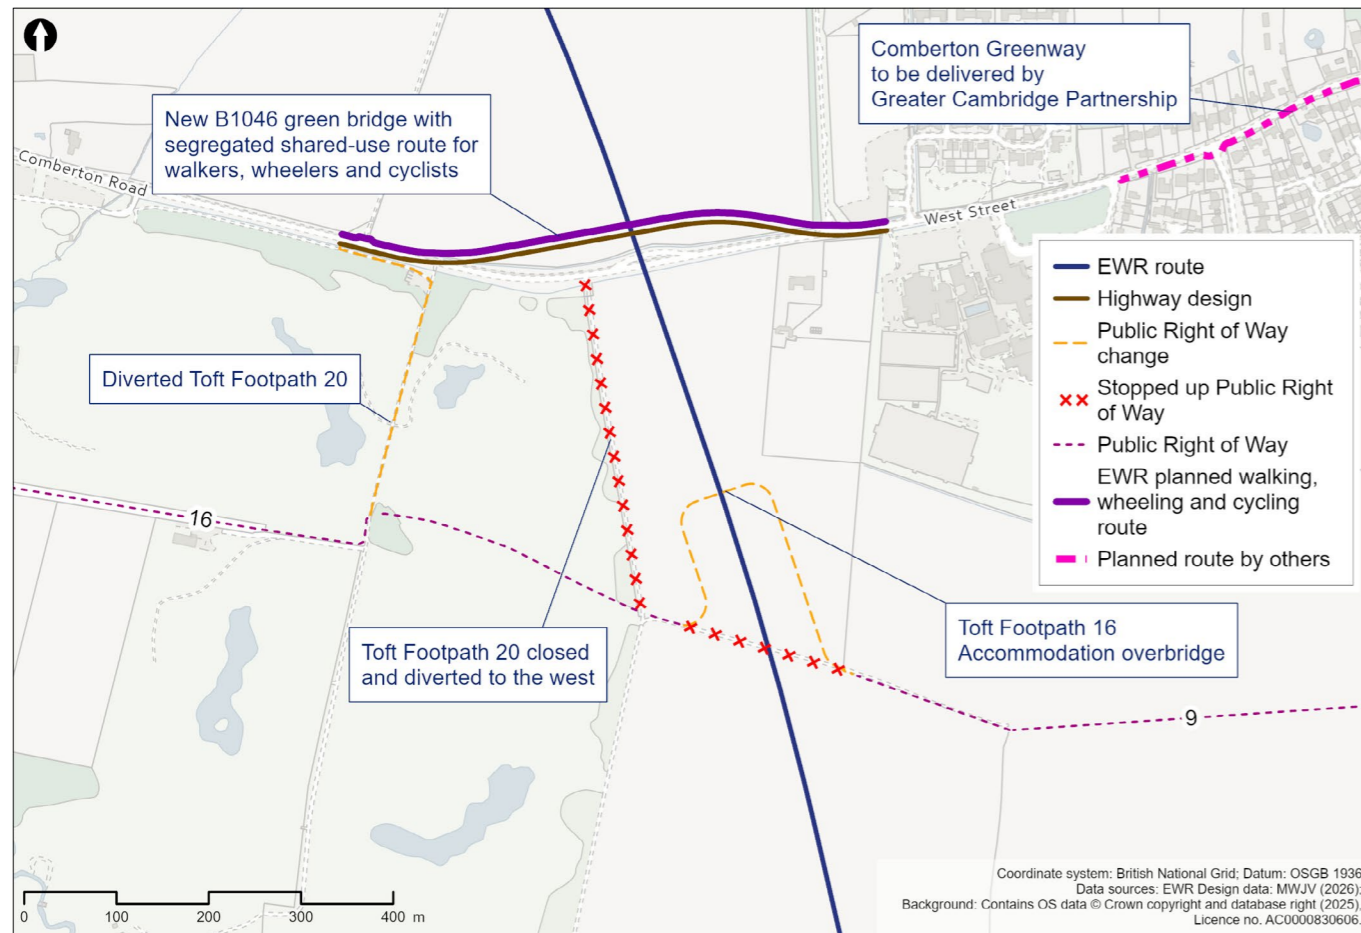 Comberton Greenway
to be delivered by
Greater Cambridge Partnership
New B1046 green bridge with
segregated shared-use route for
walkers, wheelers and cyclists
Comberton Road
West Street
EWR route
Highway design
Public Right of Way
change
Stopped up Public Right
of Way
Public Right of Way
EWR planned walking,
wheeling and cycling
route
Planned route by others
Diverted Toft Footpath 20
16
Toft Footpath 20 closed
and diverted to the west
Toft Footpath 16
Accommodation overbridge
9
0 100 200 300 400 m
Coordinate system: British National Grid; Datum: OSGB 1936
Data sources: EWR Design data: MWJV (2026);
Background: Contains OS data © Crown copyright and database right (2025),
Licence no. AC0000830606.